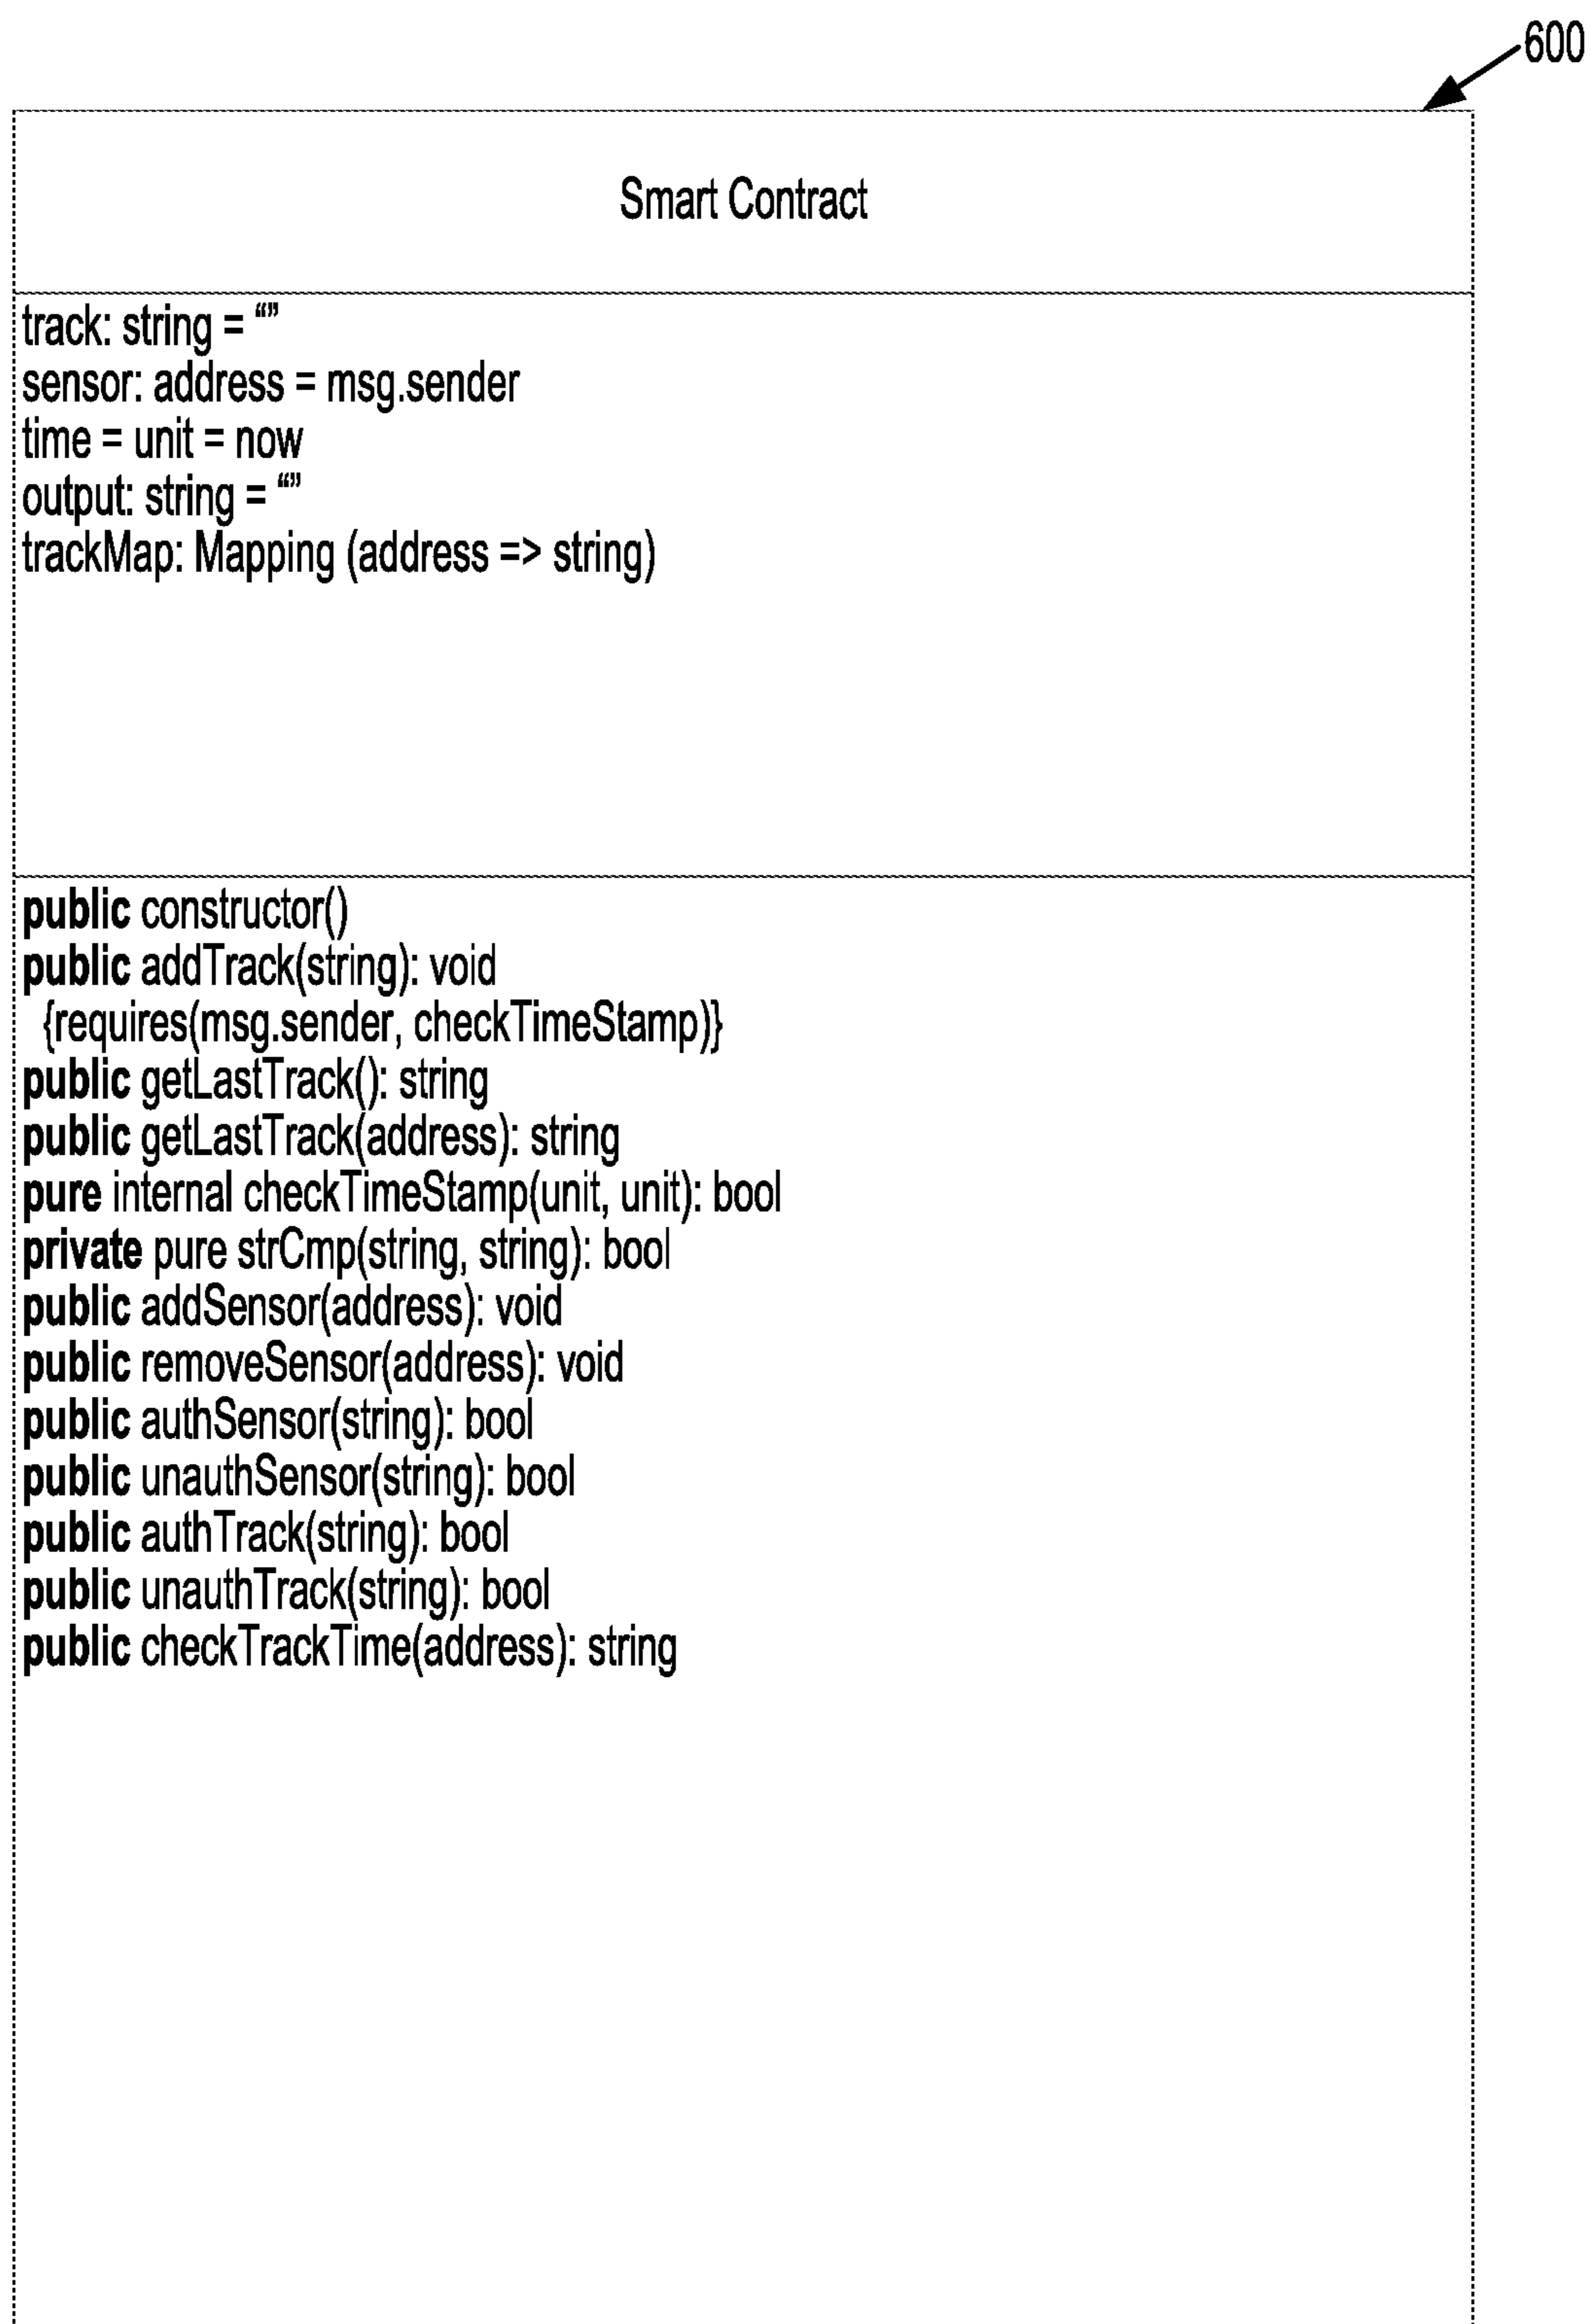 600
Smart Contract
track: string = “”
sensor: address = msg.sender
time = unit = now
output: string = “”
trackMap: Mapping (address => string)
public constructor()
public addTrack(string): void
{requires(msg.sender, checkTimeStamp)}
public getLastTrack(): string
public getLastTrack(address): string
pure internal checkTimeStamp(unit, unit): bool
private pure strCmp(string, string): bool
public addSensor(address): void
public removeSensor(address): void
public authSensor(string): bool
public unauthSensor(string): bool
public authTrack(string): bool
public unauthTrack(string): bool
public checkTrackTime(address): string